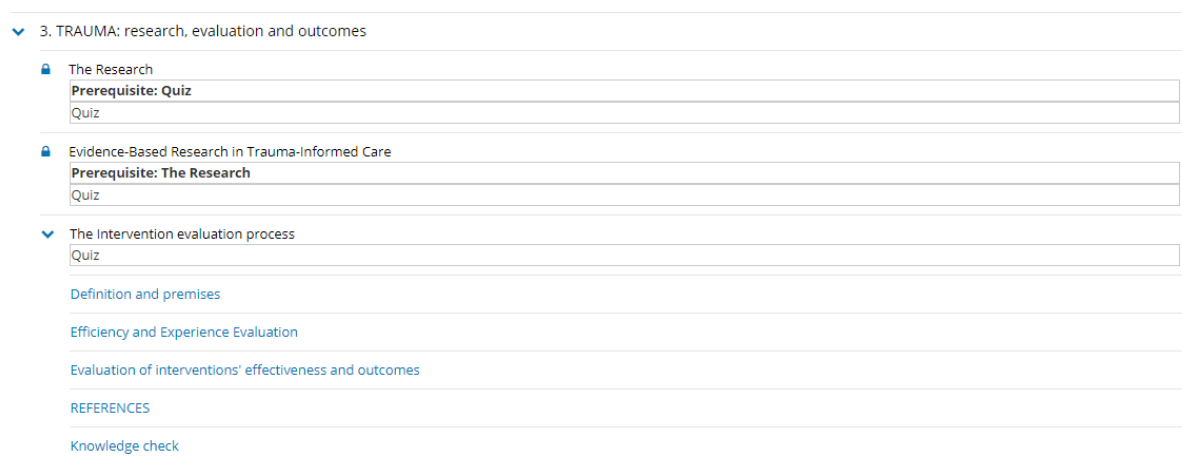 3. TRAUMA: research, evaluation and outcomes
The Research
Prerequisite: Quiz
Quiz
Evidence-Based Research in Trauma-Informed Care
Prerequisite: The Research
Quiz
The Intervention evaluation process
Quiz
Definition and premises
Efficiency and Experience Evaluation
Evaluation of interventions' effectiveness and outcomes
REFERENCES
Knowledge check